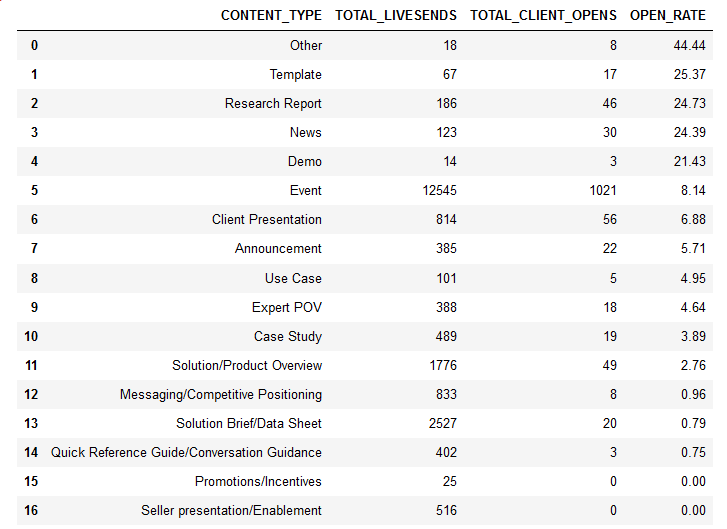 CONTENT_TYPE TOTAL_LIVESENDS TOTAL_CLIENT_OPENS OPEN_RATE
0 Other 18 8 44.44
1 Template 67 17 25.37
2 Research Report 186 46 24.73
3 News 123 30 24.39
4 Demo 14 3 21.43
5 Event 12545 1021 8.14
6 Client Presentation 814 56 6.88
7 Announcement 385 22 5.71
8 Use Case 101 5 4.95
9 Expert POV 388 18 4.64
10 Case Study 489 19 3.89
11 Solution/Product Overview 1776 49 2.76
12 Messaging/Competitive Positioning 833 8 0.96
13 Solution Brief/Data Sheet 2527 20 0.79
14 Quick Reference Guide/Conversation Guidance 402 3 0.75
15 Promotions/Incentives 25 0 0.00
16 Seller presentation/Enablement 516 0 0.00